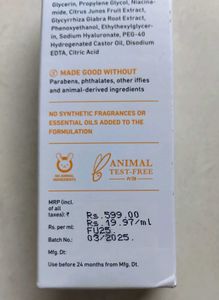 Glycerin, Propylene Glycol, Niacina-
mide, Citrus Junos Fruit Extract,
Glycyrrhiza Glabra Root Extract,
Phenoxyethanol, Ethylhexylglycer-
in, Sodium Hyaluronate, PEG-40
Hydrogenated Castor Oil, Disodium
EDTA, Citric Acid
MADE GOOD WITHOUT
Parabens, phthalates, other iffies
and animal-derived ingredients
NO SYNTHETIC FRAGRANCES OR
ESSENTIAL OILS ADDED TO THE
FORMULATION
NO ANIMAL
INGREDIENTS
ANIMAL
TEST-FREE
MRP (incl. of
all taxes): ₹
Rs.599.00
Rs. per ml:
Rs.19.97/ml
Batch No.:
FU25
Mfg. Dt:
03/2025.
Use before 24 months from Mfg. Dt.